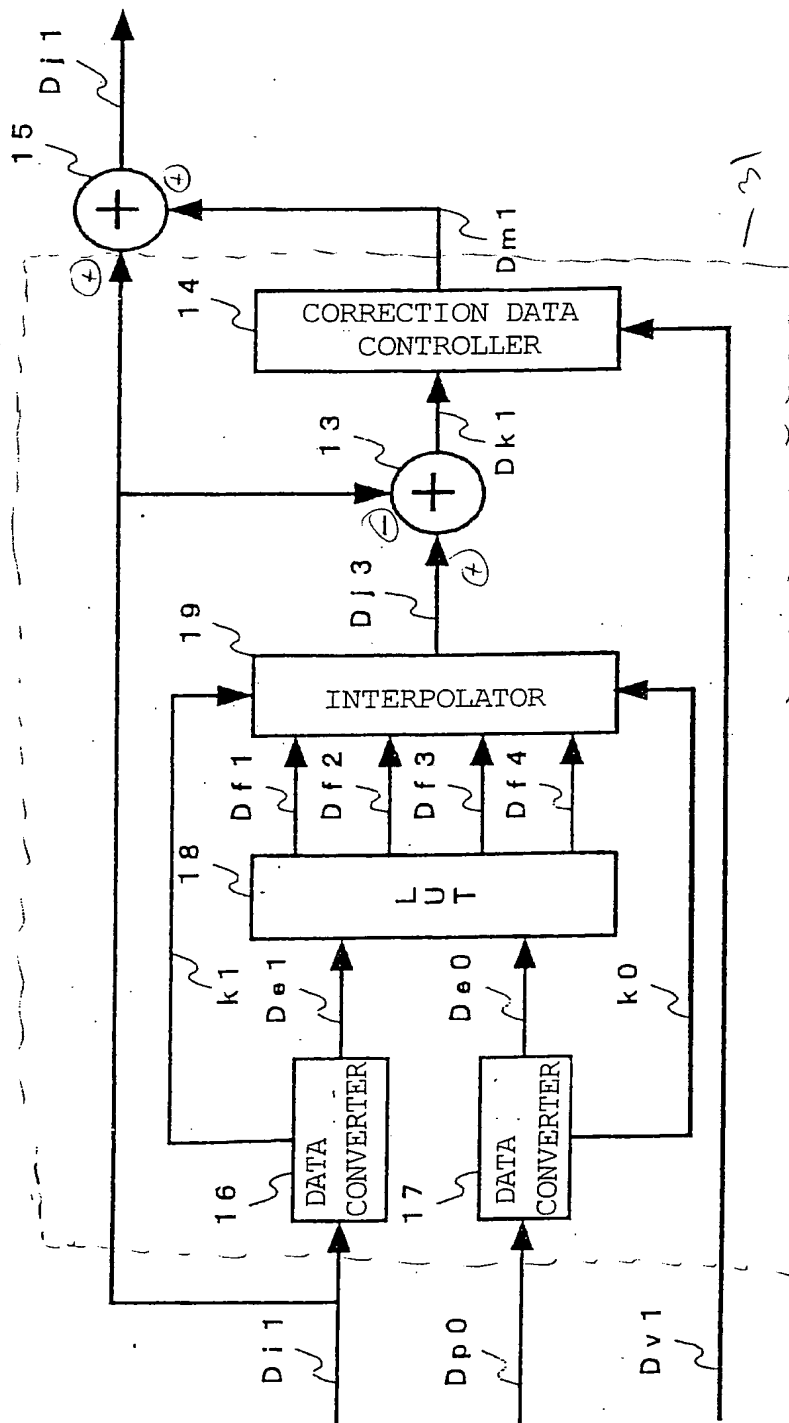 Di1
Dp0
Dv1
16
DATA
CONVERTER
17
DATA
CONVERTER
k1
De1
De0
k0
18
LUT
Df1
Df2
Df3
Df4
19
INTERPOLATOR
Dj3
+
-
13
+
Dk1
14
CORRECTION DATA
CONTROLLER
Dm1
+
+
15
+
Dj1
31